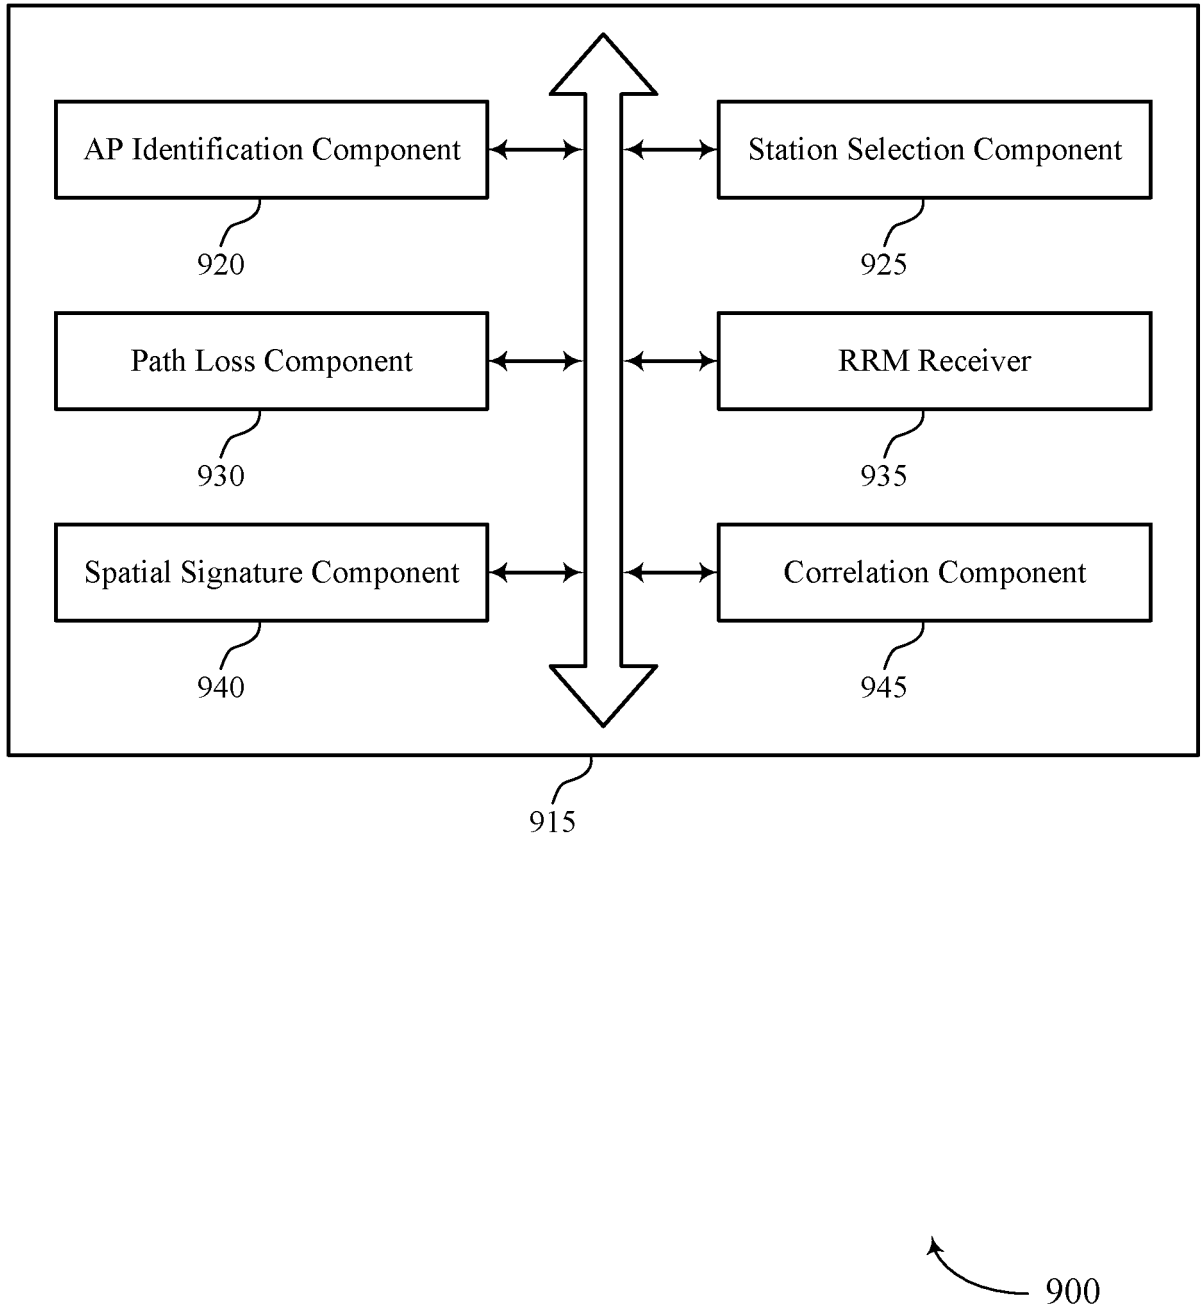 AP Identification Component
Station Selection Component
920
925
Path Loss Component
RRM Receiver
930
935
Spatial Signature Component
Correlation Component
940
945
915
900